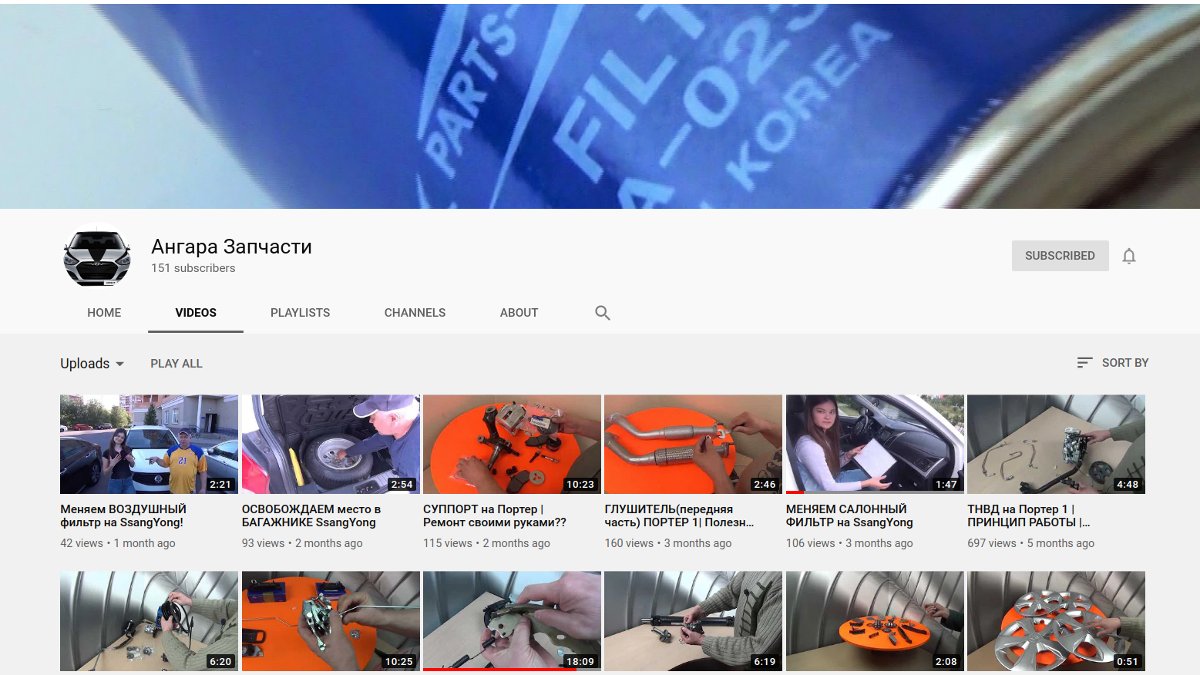 PARTS
FILT
A-023
KOREA
Ангара Запчасти
151 subscribers
SUBSCRIBED
HOME
VIDEOS
PLAYLISTS
CHANNELS
ABOUT
Uploads
PLAY ALL
SORT BY
2:21
2:54
10:23
2:46
1:47
4:48
Меняем ВОЗДУШНЫЙ
фильтр на SsangYong!
42 views • 1 month ago
ОСВОБОЖДАЕМ место в
БАГАЖНИКЕ SsangYong
93 views • 2 months ago
СУППОРТ на Портер |
Ремонт своими руками??
115 views • 2 months ago
ГЛУШИТЕЛЬ(передняя
часть) ПОРТЕР 1| Полезн...
160 views • 3 months ago
МЕНЯЕМ САЛОННЫЙ
ФИЛЬТР на SsangYong
106 views • 3 months ago
ТНВД на Портер 1 |
ПРИНЦИП РАБОТЫ |...
697 views • 5 months ago
6:20
10:25
18:09
6:19
2:08
0:51